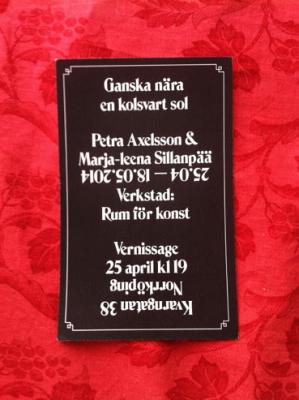 Ganska nära
en kolsvart sol
Petra Axelsson &
Marja-leena Sillanpää
25.04 – 18.05.2014
Verkstad:
Rum för konst
Vernissage
25 april kl 19
Kvarngatan 38
Norrköping